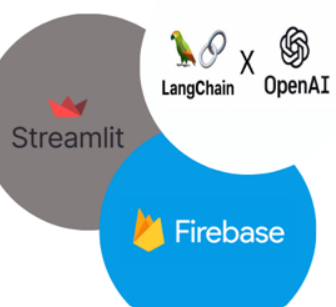 LangChain X OpenAI
Streamlit
Firebase